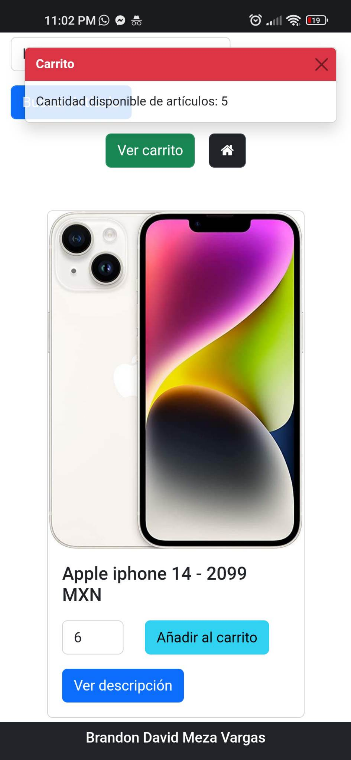 11:02 PM
19
Carrito
Cantidad disponible de artículos: 5
Ver carrito
Apple iphone 14 - 2099
MXN
6
Añadir al carrito
Ver descripción
Brandon David Meza Vargas